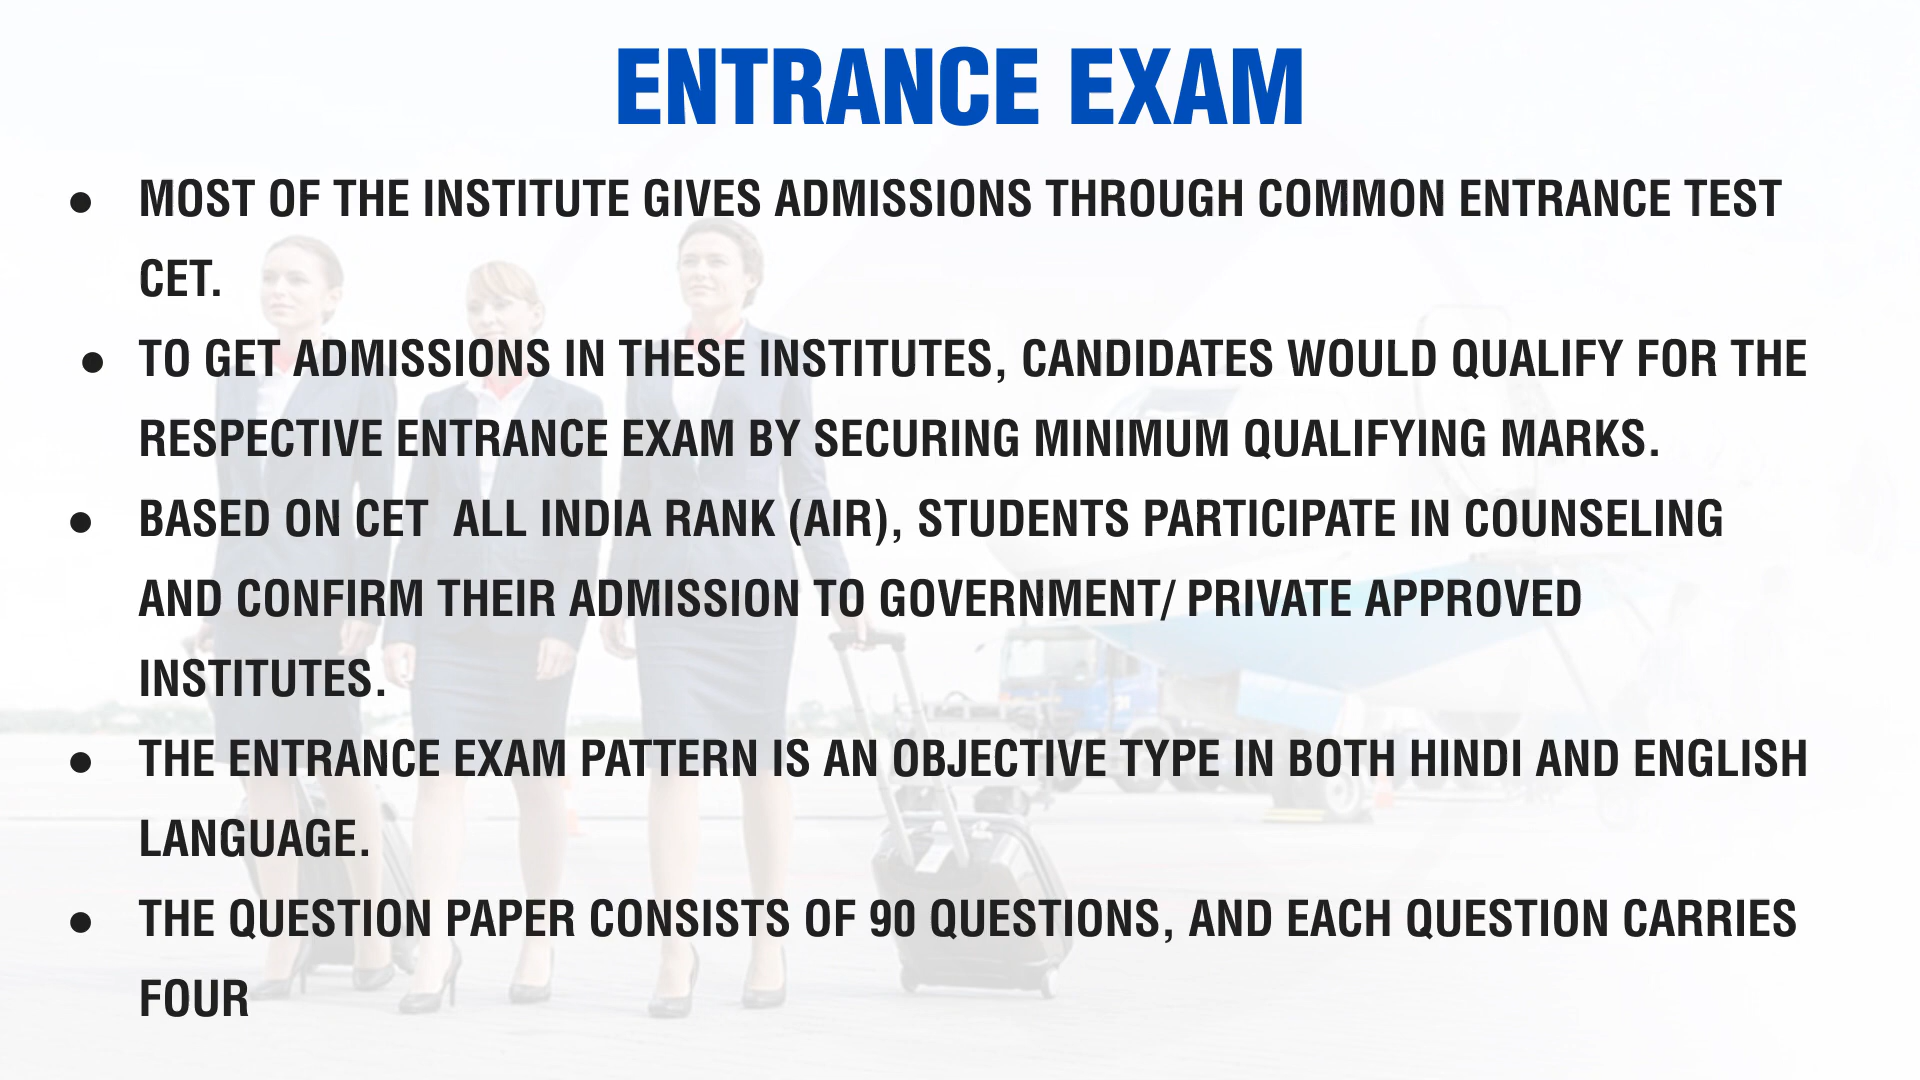 ENTRANCE EXAM
● MOST OF THE INSTITUTE GIVES ADMISSIONS THROUGH COMMON ENTRANCE TEST
CET.
● TO GET ADMISSIONS IN THESE INSTITUTES, CANDIDATES WOULD QUALIFY FOR THE
RESPECTIVE ENTRANCE EXAM BY SECURING MINIMUM QUALIFYING MARKS.
● BASED ON CET  ALL INDIA RANK (AIR), STUDENTS PARTICIPATE IN COUNSELING
AND CONFIRM THEIR ADMISSION TO GOVERNMENT/ PRIVATE APPROVED
INSTITUTES.
● THE ENTRANCE EXAM PATTERN IS AN OBJECTIVE TYPE IN BOTH HINDI AND ENGLISH
LANGUAGE.
● THE QUESTION PAPER CONSISTS OF 90 QUESTIONS, AND EACH QUESTION CARRIES
FOUR